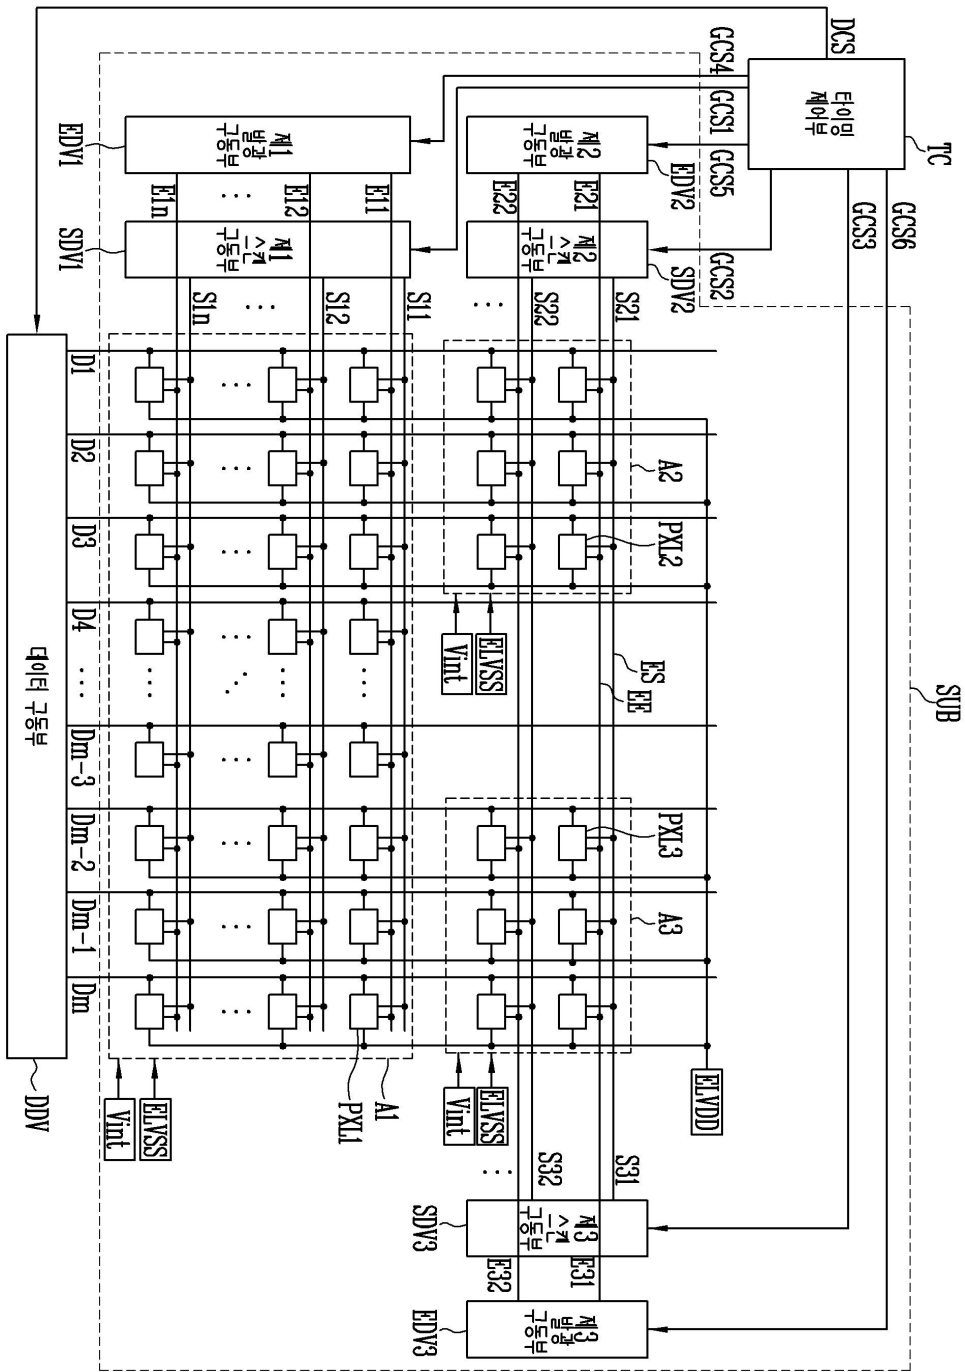 DCS
GCS4
GCS1
GCS5
GCS2
GCS3
GCS6
타이밍
제어부
TC
SUB
제1
발광
구동부
EDV1
제2
발광
구동부
EDV2
E1n
...
E12
E11
E22
E21
제1
스캔
구동부
SDV1
제2
스캔
구동부
SDV2
S1n
...
S12
S11
...
S22
S21
D1
D2
D3
D4
...
Dm-3
Dm-2
Dm-1
Dm
데이터 구동부
DDV
A2
PXL2
Vint
ELVSS
ES
EE
PXL3
A3
A1
PXL1
Vint
ELVSS
Vint
ELVSS
ELVDD
...
S32
S31
제3
스캔
구동부
SDV3
E32
E31
제3
발광
구동부
EDV3